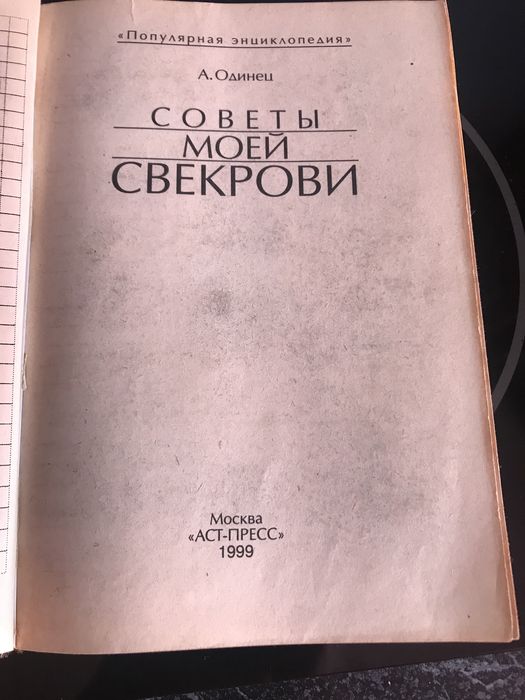 «Популярная энциклопедия»
А. Одинец
СОВЕТЫ
МОЕЙ
СВЕКРОВИ
Москва
«АСТ-ПРЕСС»
1999